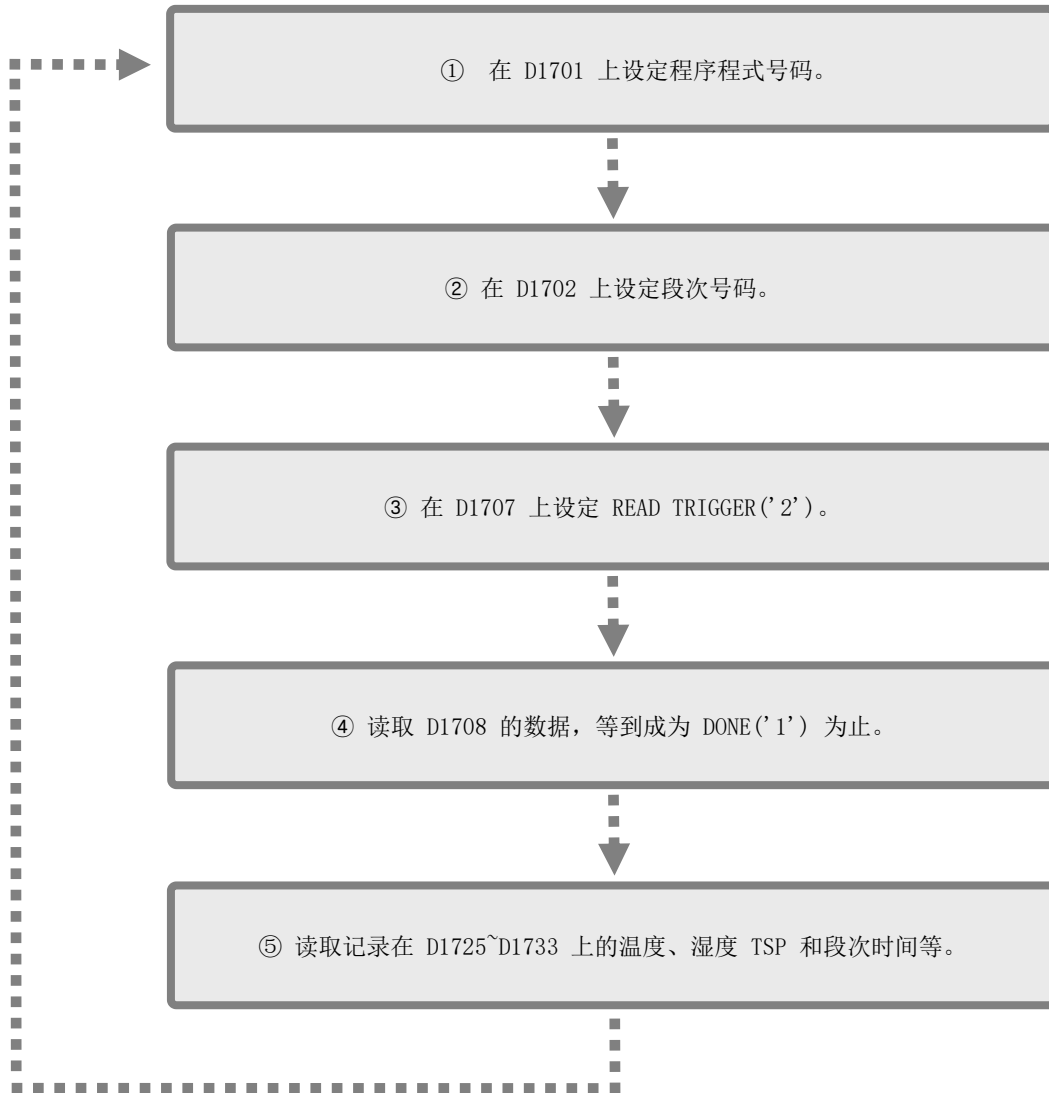 ① 在 D1701 上设定程序程式号码。
② 在 D1702 上设定段次号码。
③ 在 D1707 上设定 READ TRIGGER('2')。
④ 读取 D1708 的数据，等到成为 DONE('1') 为止。
⑤ 读取记录在 D1725~D1733 上的温度、湿度 TSP 和段次时间等。